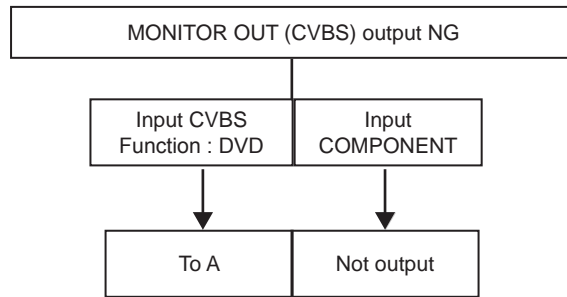 MONITOR OUT (CVBS) output NG
Input CVBS
Function : DVD
Input
COMPONENT
To A
Not output